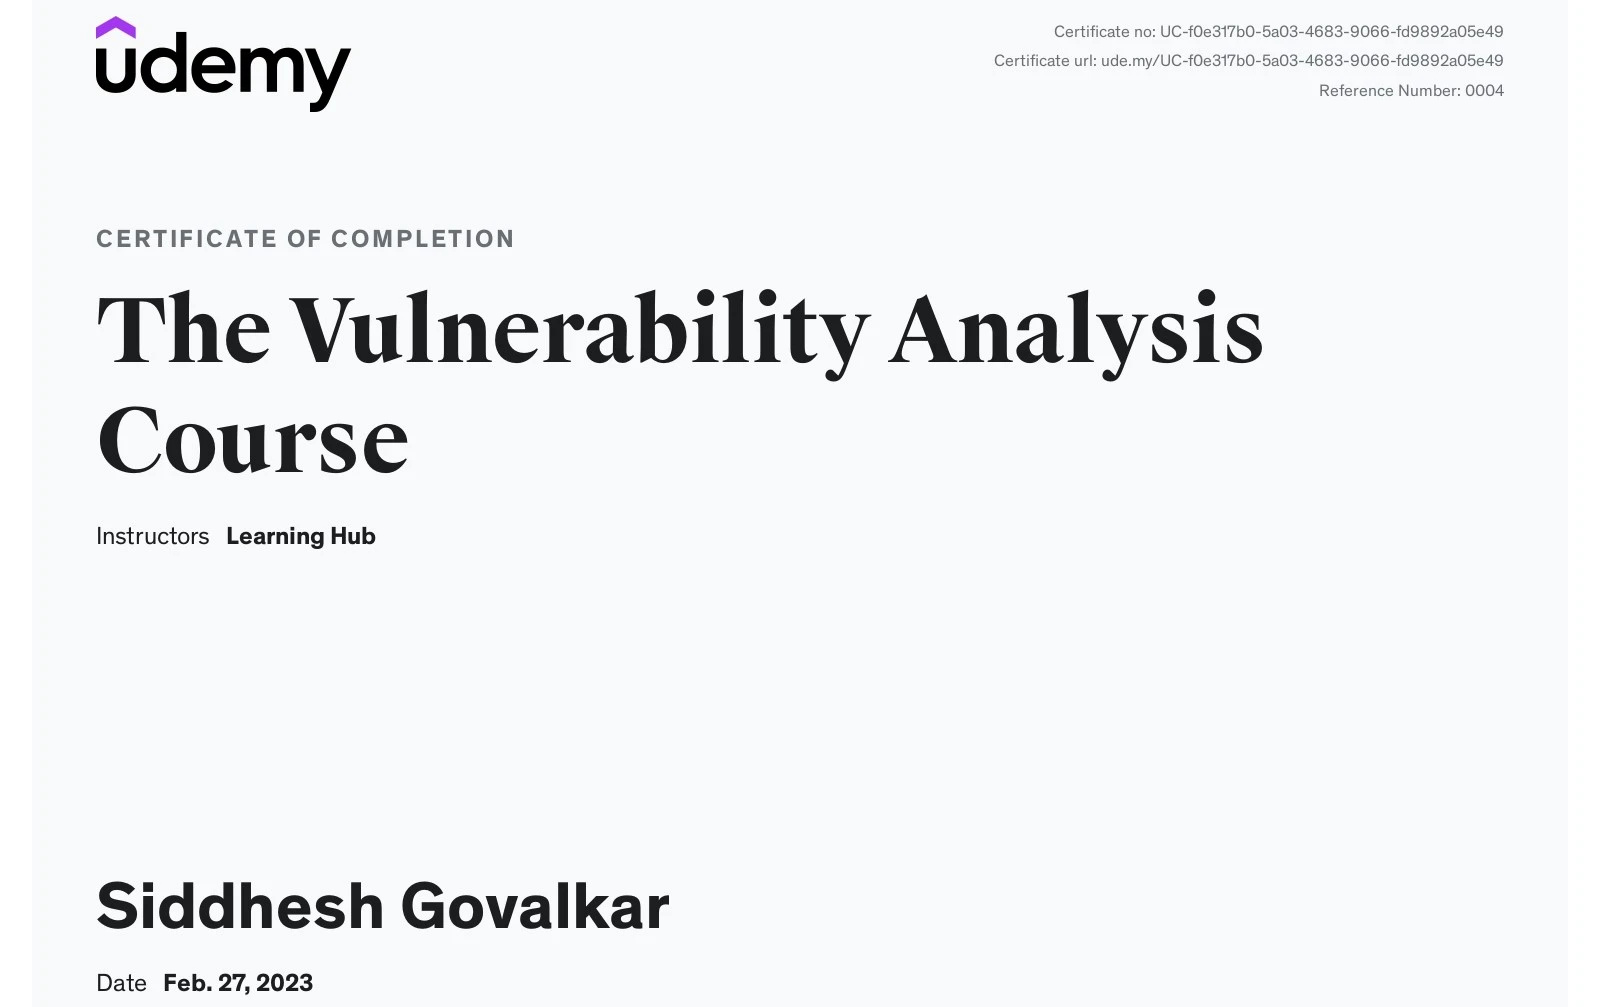 udemy
Certificate no: UC-f0e317b0-5a03-4683-9066-fd9892a05e49
Certificate url: ude.my/UC-f0e317b0-5a03-4683-9066-fd9892a05e49
Reference Number: 0004
CERTIFICATE OF COMPLETION
The Vulnerability Analysis
Course
Instructors Learning Hub
Siddhesh Govalkar
Date Feb. 27, 2023